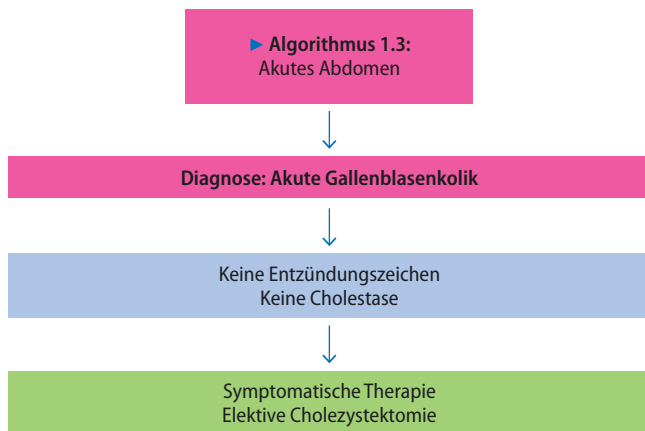 ► Algorithmus 1.3:
Akutes Abdomen
Diagnose: Akute Gallenblasenkolik
Keine Entzündungszeichen
Keine Cholestase
Symptomatische Therapie
Elektive Cholezystektomie